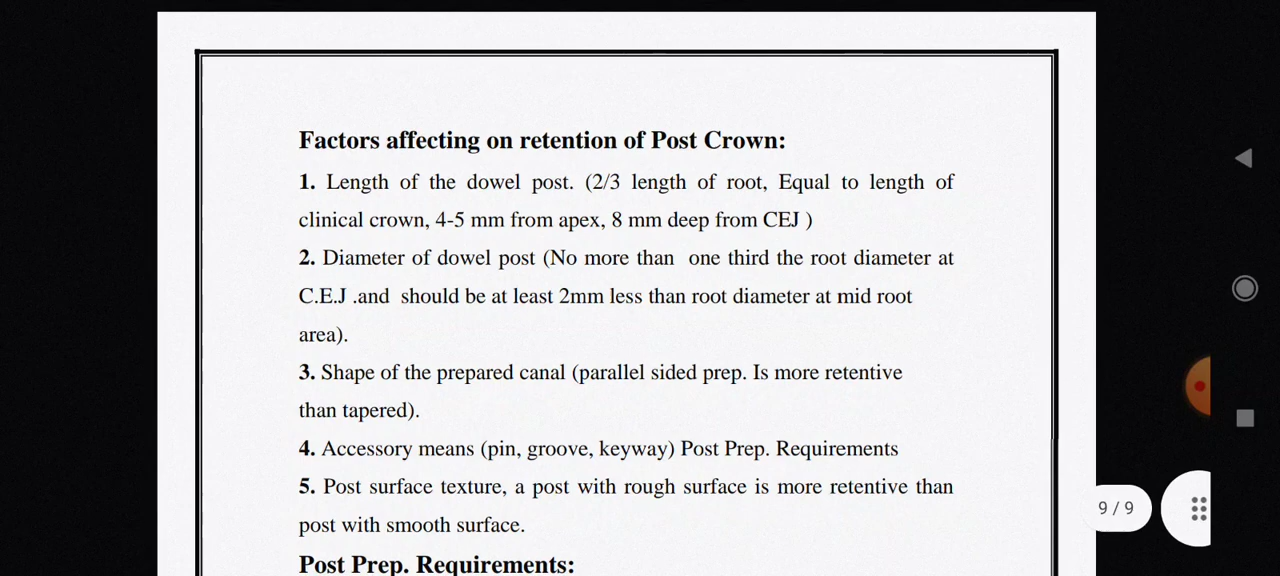 Factors affecting on retention of Post Crown:
1. Length of the dowel post. (2/3 length of root, Equal to length of
clinical crown, 4-5 mm from apex, 8 mm deep from CEJ )
2. Diameter of dowel post (No more than one third the root diameter at
C.E.J .and should be at least 2mm less than root diameter at mid root
area).
3. Shape of the prepared canal (parallel sided prep. Is more retentive
than tapered).
4. Accessory means (pin, groove, keyway) Post Prep. Requirements
5. Post surface texture, a post with rough surface is more retentive than
post with smooth surface.
Post Prep. Requirements:
9 / 9